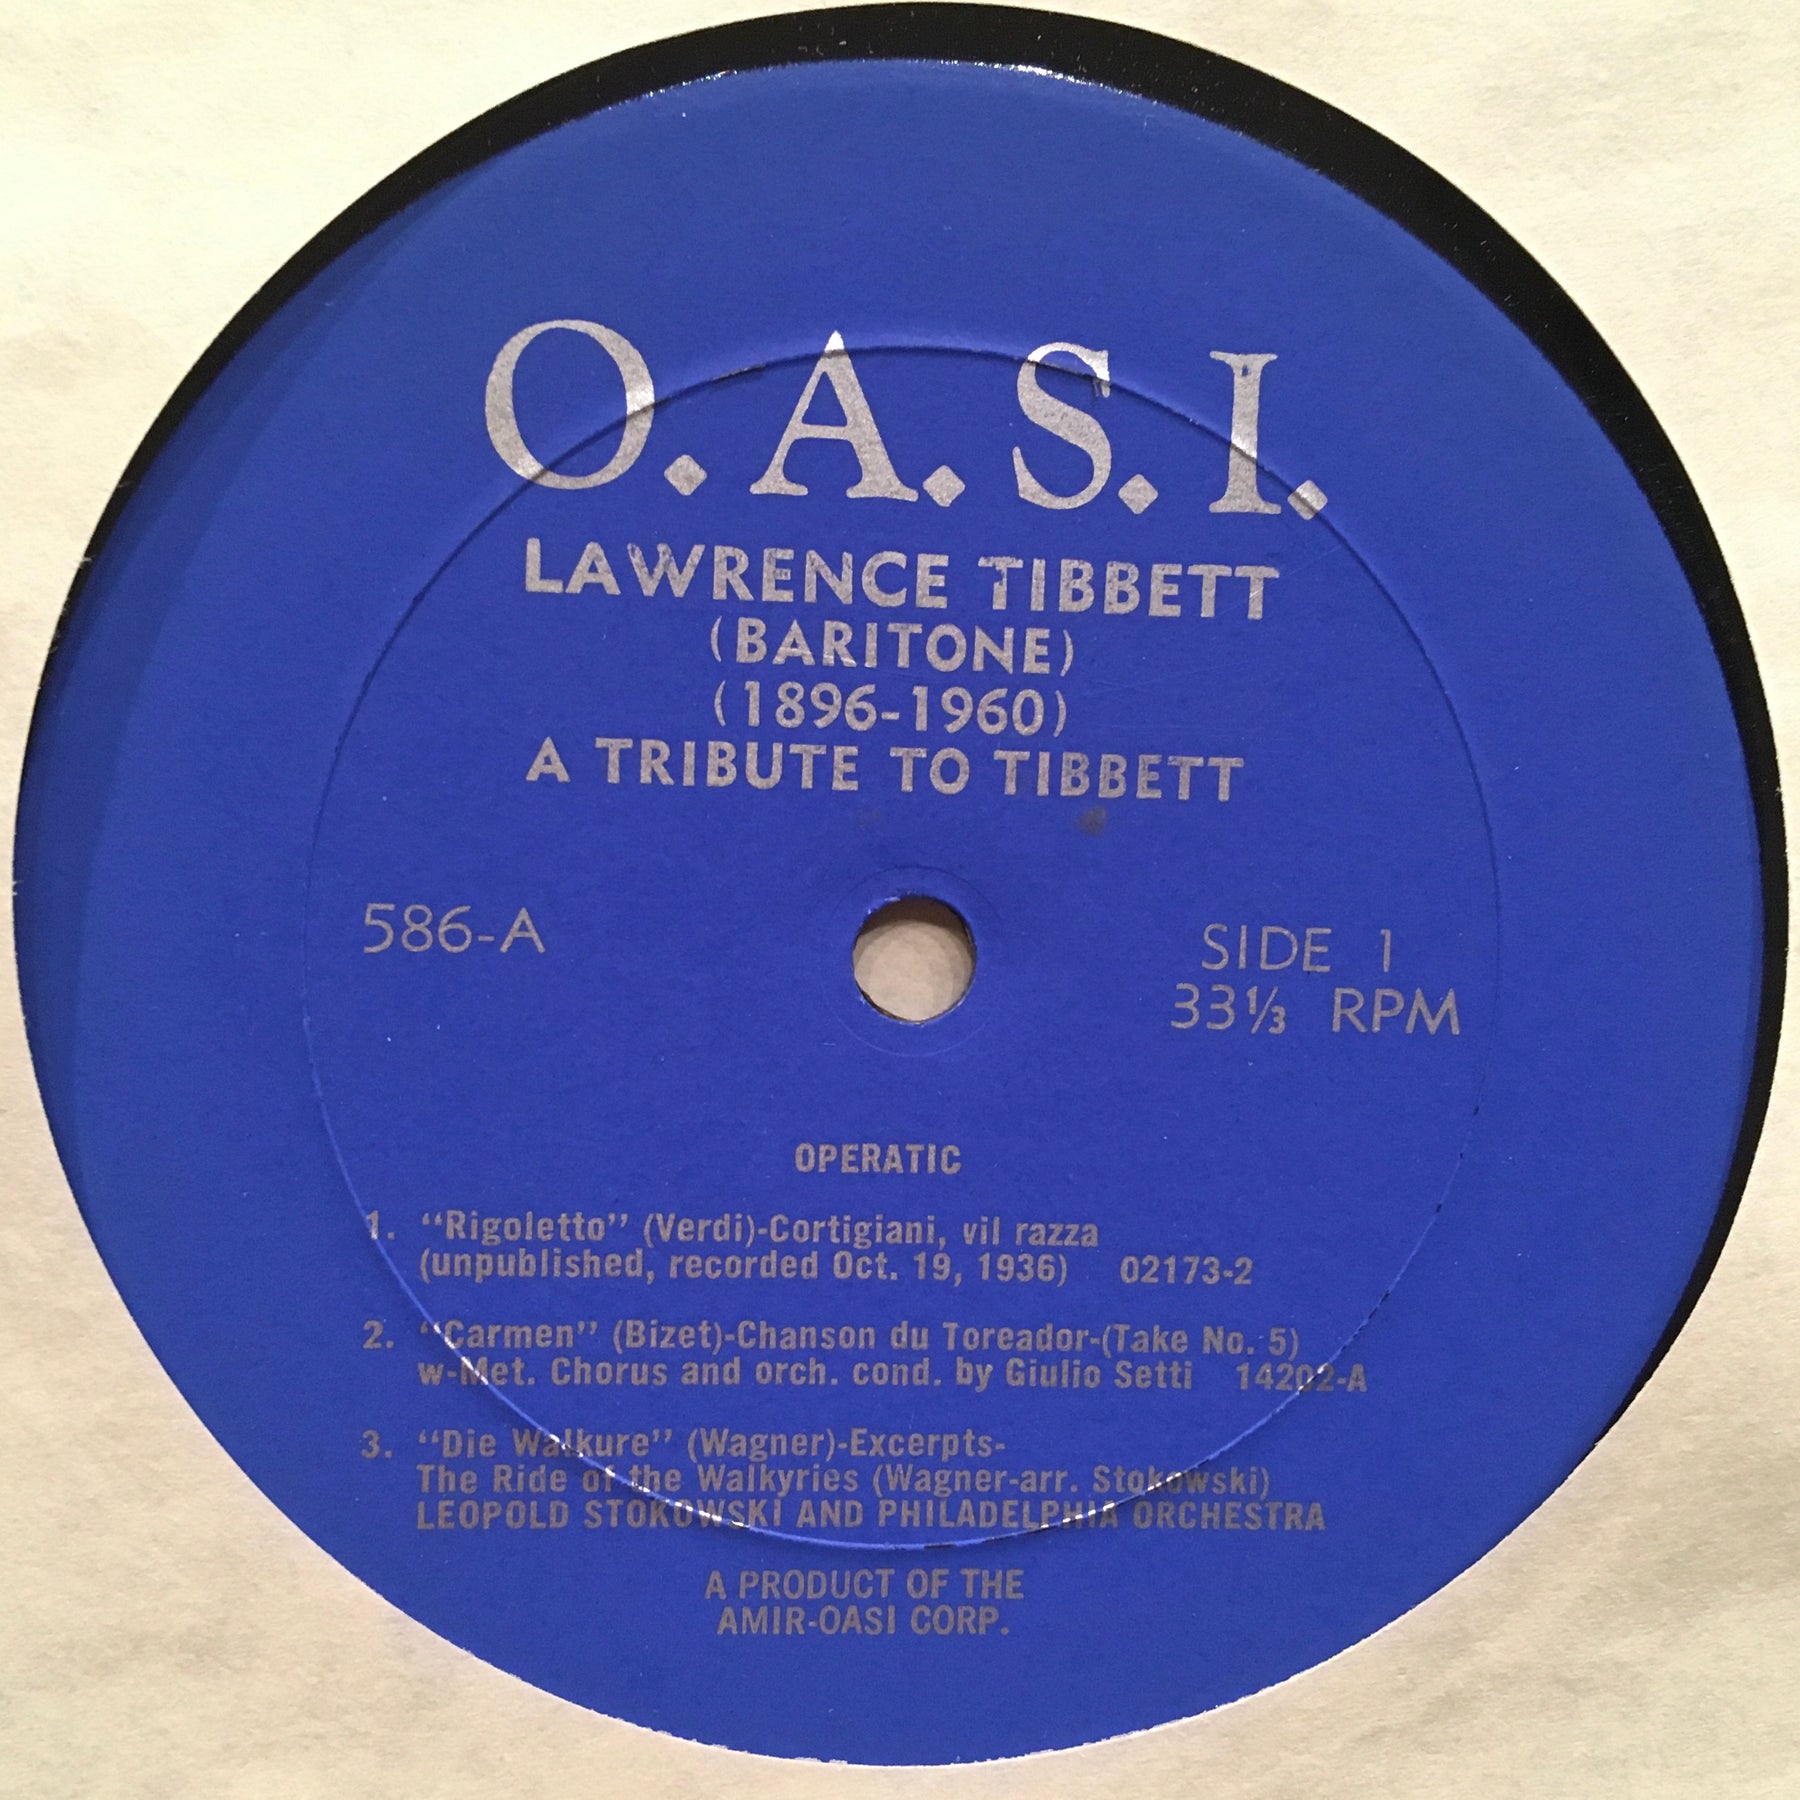 O.A.S.I.
LAWRENCE TIBBETT
(BARITONE)
(1896-1960)
A TRIBUTE TO TIBBETT
586-A
SIDE 1
33⅓ RPM
OPERATIC
1. “Rigoletto” (Verdi)-Cortigiani, vil razza
(unpublished, recorded Oct. 19, 1936) 02173-2
2. “Carmen” (Bizet)-Chanson du Toreador-(Take No. 5)
w-Met. Chorus and orch. cond. by Giulio Setti 14202-A
3. “Die Walkure” (Wagner)-Excerpts-
The Ride of the Walkyries (Wagner-arr. Stokowski)
LEOPOLD STOKOWSKI AND PHILADELPHIA ORCHESTRA
A PRODUCT OF THE
AMIR-OASI CORP.